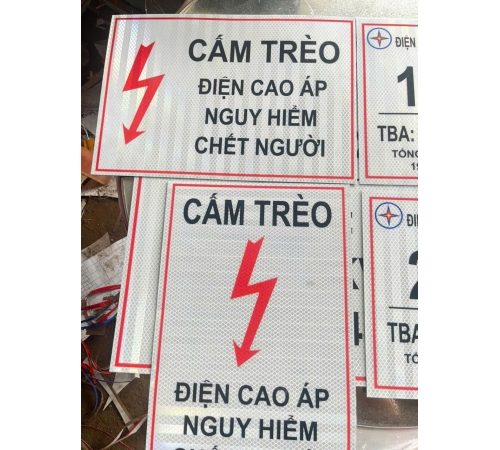 CẤM TRÈO
ĐIỆN CAO ÁP
NGUY HIỂM
CHẾT NGƯỜI
ĐIỆN
1
TBA:
CẤM TRÈO
ĐIỆN CAO ÁP
NGUY HIỂM
2
TBA